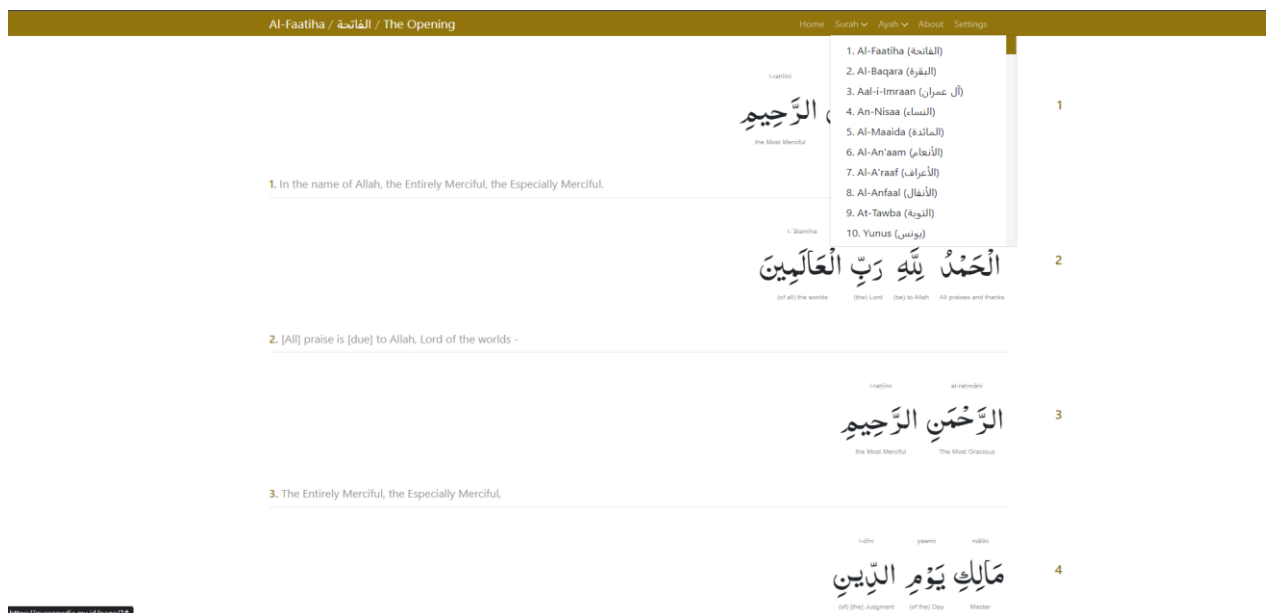 Al-Faatiha / الفاتحة / The Opening
Home Surah Ayah About Settings
1. Al-Faatiha (الفاتحة)
2. Al-Baqara (البقرة)
3. Aal-i-Imraan (آل عمران)
4. An-Nisaa (النساء)
5. Al-Maaida (المائدة)
6. Al-An'aam (الأنعام)
7. Al-A'raaf (الأعراف)
8. Al-Anfaal (الأنفال)
9. At-Tawba (التوبة)
10. Yunus (يونس)
l-raḥīmi
الرَّحِيمِ
1
the Most Merciful
1. In the name of Allah, the Entirely Merciful, the Especially Merciful.
l-ʿālamīna
الْحَمْدُ لِلَّهِ رَبِّ الْعَالَمِينَ
2
(of all) the worlds (the) Lord (be) to Allah All praises and thanks
2. [All] praise is [due] to Allah, Lord of the worlds -
l-raḥīmi al-raḥmāni
الرَّحْمَنِ الرَّحِيمِ
3
the Most Merciful The Most Gracious
3. The Entirely Merciful, the Especially Merciful,
l-dīni yawmi māliki
مَالِكِ يَوْمِ الدِّينِ
4
(of) [the] Judgment (of the) Day Master